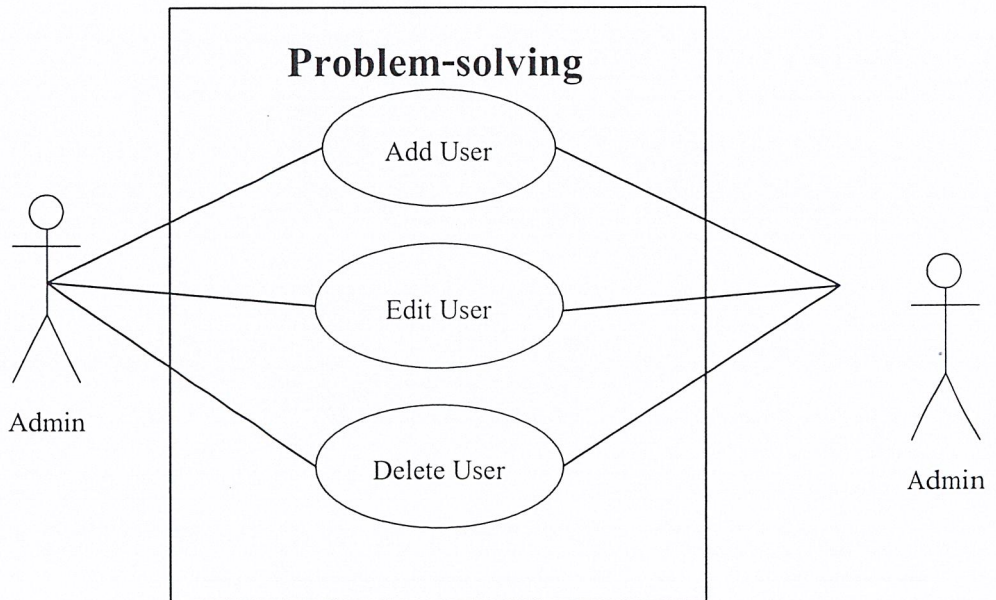 Problem-solving
Add User
Edit User
Delete User
Admin
Admin